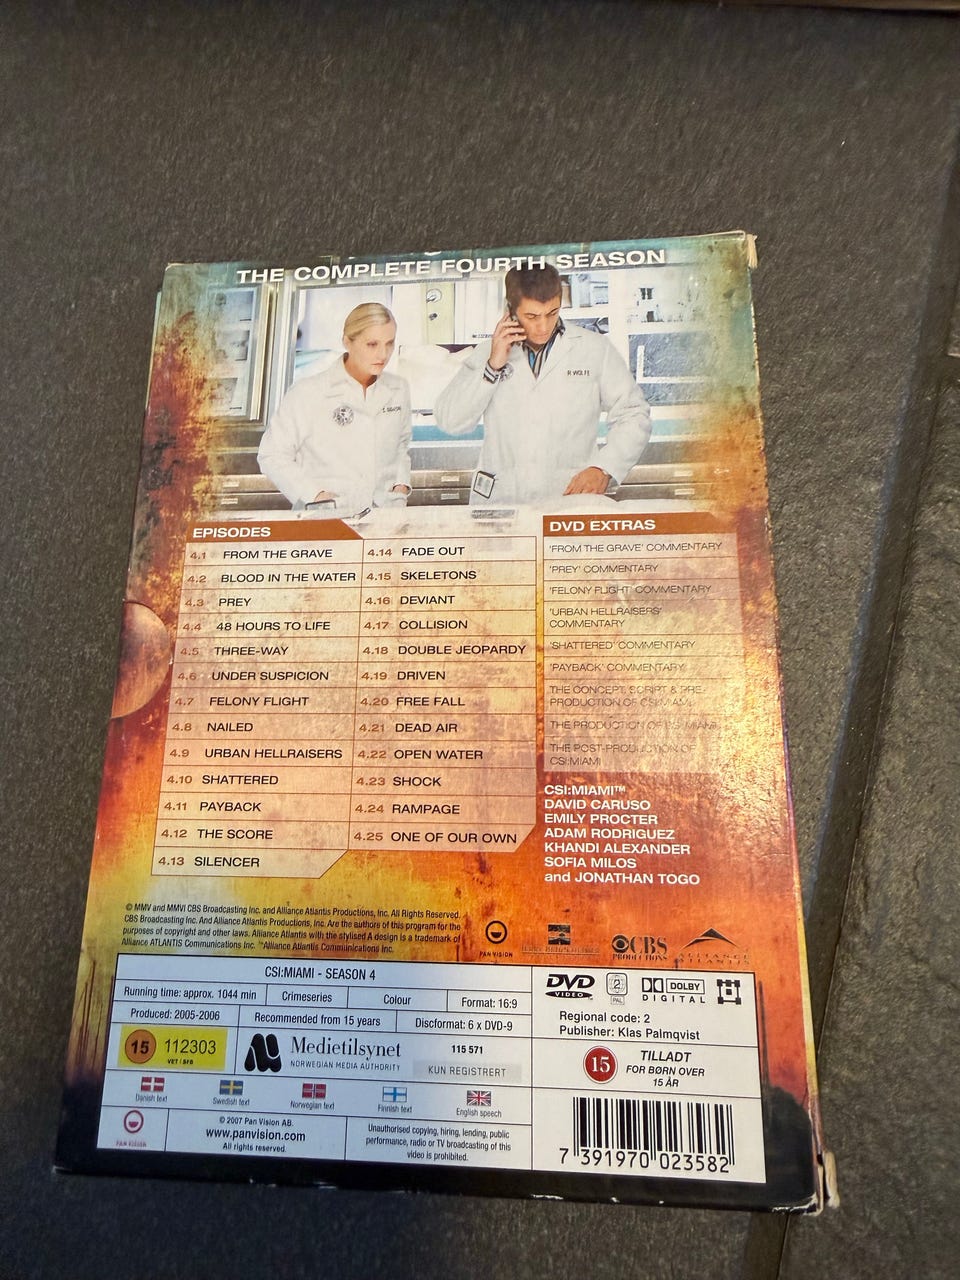 THE COMPLETE FOURTH SEASON
R WOLFE
EPISODES
4.1 FROM THE GRAVE
4.2 BLOOD IN THE WATER
4.3 PREY
4.4 48 HOURS TO LIFE
4.5 THREE-WAY
4.6 UNDER SUSPICION
4.7 FELONY FLIGHT
4.8 NAILED
4.9 URBAN HELLRAISERS
4.10 SHATTERED
4.11 PAYBACK
4.12 THE SCORE
4.13 SILENCER
4.14 FADE OUT
4.15 SKELETONS
4.16 DEVIANT
4.17 COLLISION
4.18 DOUBLE JEOPARDY
4.19 DRIVEN
4.20 FREE FALL
4.21 DEAD AIR
4.22 OPEN WATER
4.23 SHOCK
4.24 RAMPAGE
4.25 ONE OF OUR OWN
DVD EXTRAS
'FROM THE GRAVE' COMMENTARY
'PREY' COMMENTARY
'FELONY FLIGHT' COMMENTARY
'URBAN HELLRAISERS'
COMMENTARY
'SHATTERED' COMMENTARY
'PAYBACK' COMMENTARY
THE CONCEPT, SCRIPT & PRE-
PRODUCTION OF CSI:MIAMI
THE PRODUCTION OF CSI:MIAMI
THE POST-PRODUCTION OF
CSI:MIAMI
CSI:MIAMI™
DAVID CARUSO
EMILY PROCTER
ADAM RODRIGUEZ
KHANDI ALEXANDER
SOFIA MILOS
and JONATHAN TOGO
© MMV and MMVI CBS Broadcasting Inc. and Alliance Atlantis Productions, Inc. All Rights Reserved.
CBS Broadcasting Inc. And Alliance Atlantis Productions, Inc. Are the authors of this program for the
purposes of copyright and other laws. Alliance Atlantis with the stylised A design is a trademark of
Alliance ATLANTIS Communications Inc. ™Alliance Atlantis Communications Inc.
PAN VISION
CBS
PRODUCTIONS
ALLIANCE
ATLANTIS
CSI:MIAMI - SEASON 4
Running time: approx. 1044 min
Crimeseries
Colour
Format: 16:9
Produced: 2005-2006
Recommended from 15 years
Discformat: 6 x DVD-9
15 112303
VET / SFB
Medietilsynet
NORWEGIAN MEDIA AUTHORITY
115 571
KUN REGISTRERT
Danish text
Swedish text
Norwegian text
Finnish text
English speech
PAN VISION
© 2007 Pan Vision AB.
www.panvision.com
All rights reserved.
Unauthorised copying, hiring, lending, public
performance, radio or TV broadcasting of this
video is prohibited.
DVD
VIDEO
2
PAL
DOLBY
DIGITAL
Regional code: 2
Publisher: Klas Palmqvist
15
TILLADT
FOR BØRN OVER
15 ÅR
7 391970 023582